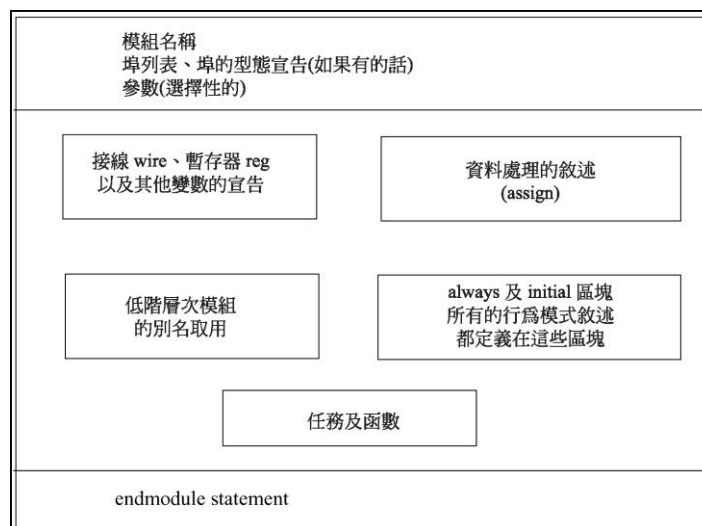 模組名稱
埠列表、埠的型態宣告(如果有的話)
參數(選擇性的)
接線 wire、暫存器 reg
以及其他變數的宣告
資料處理的敘述
(assign)
低階層次模組
的別名取用
always 及 initial 區塊
所有的行為模式敘述
都定義在這些區塊
任務及函數
endmodule statement